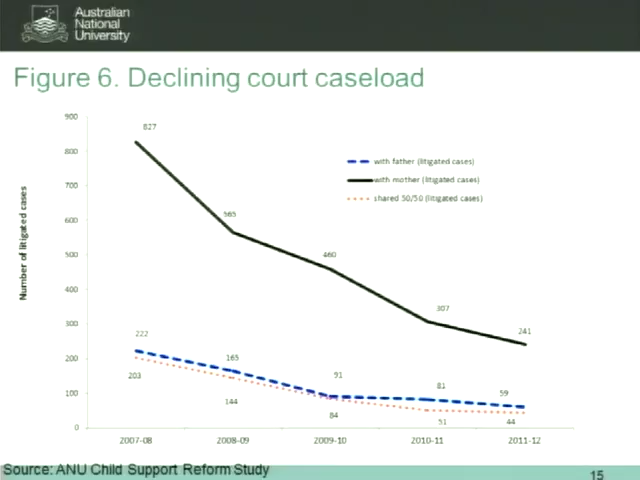 Australian
National
University
Figure 6. Declining court caseload
Number of litigated cases
900
800
700
600
500
400
300
200
100
0
827
565
460
307
241
222
165
91
81
59
203
144
84
51
44
with father (litigated cases)
with mother (litigated cases)
shared 50/50 (litigated cases)
2007-08 2008-09 2009-10 2010-11 2011-12
Source: ANU Child Support Reform Study
15